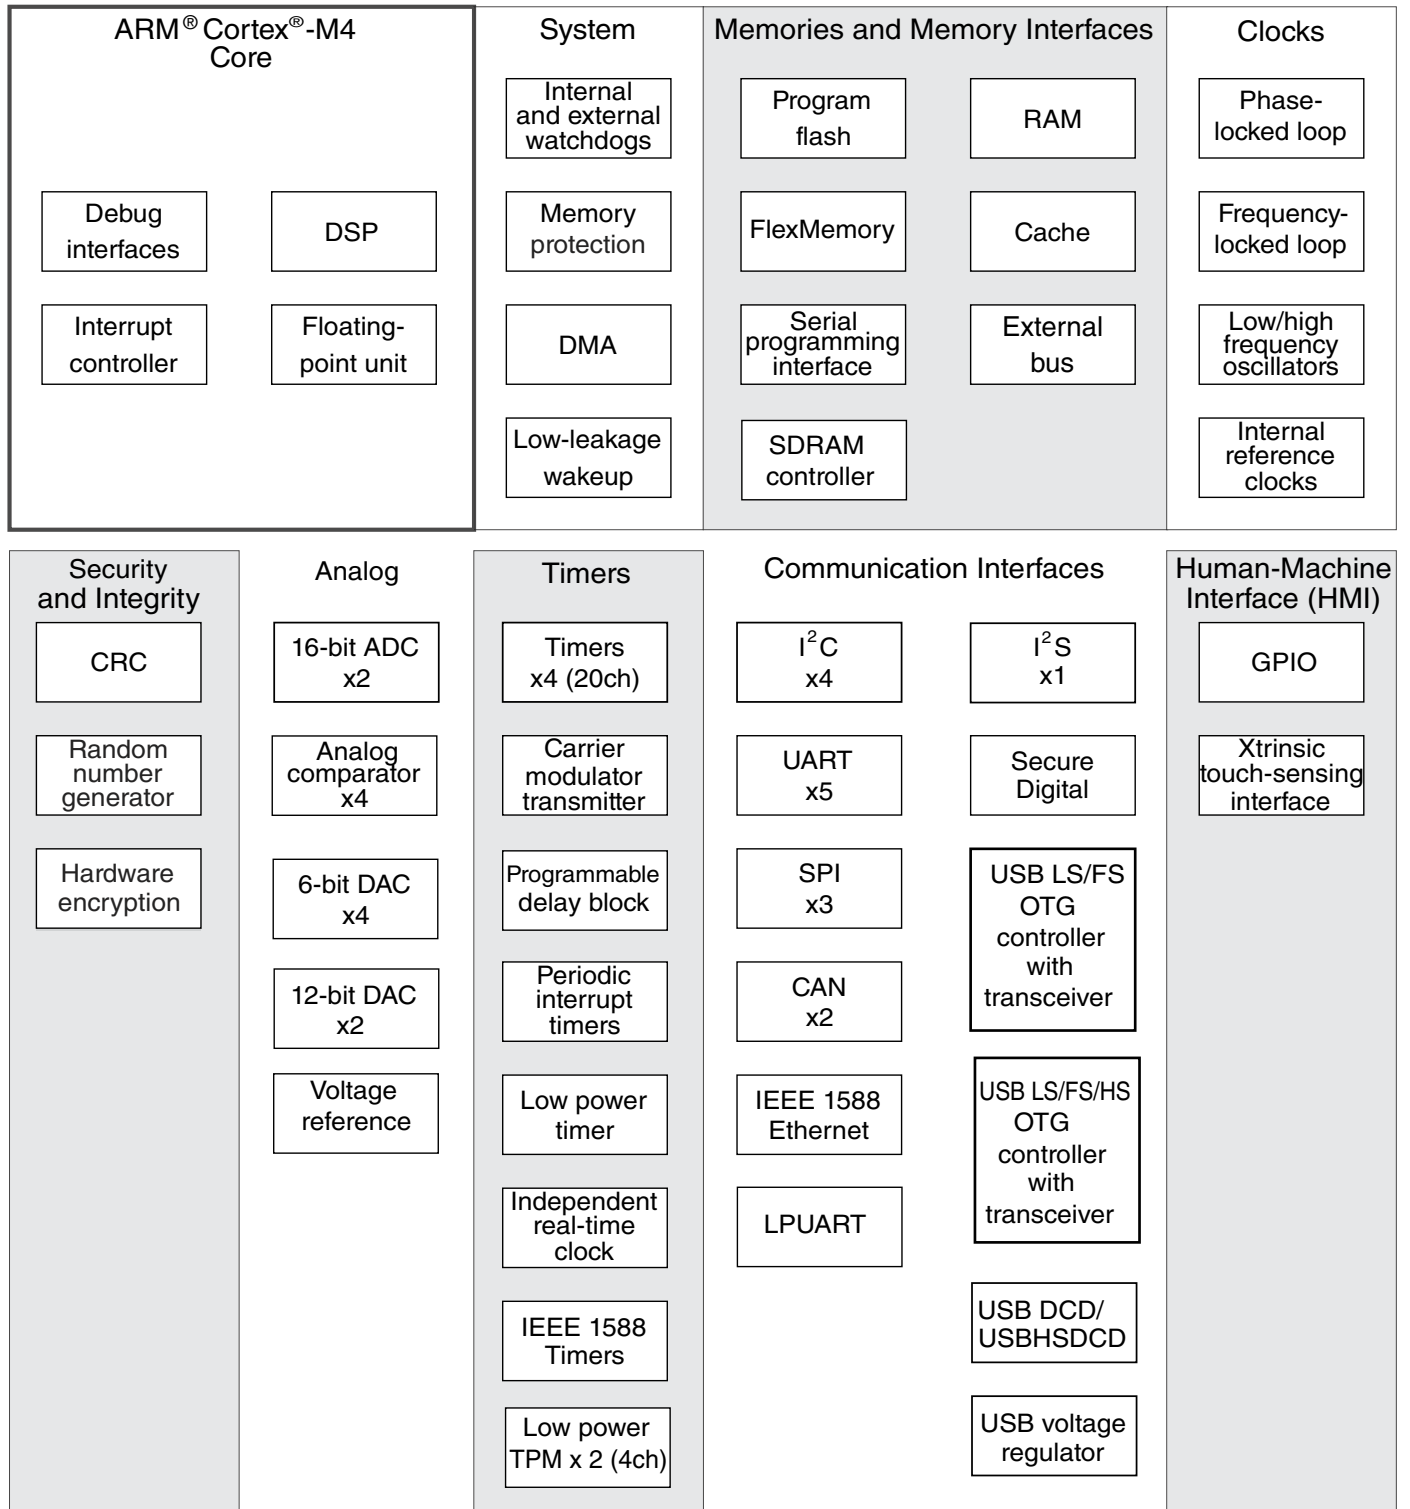 ARM® Cortex®-M4
Core
Debug
interfaces
DSP
Interrupt
controller
Floating-
point unit
System
Internal
and external
watchdogs
Memory
protection
DMA
Low-leakage
wakeup
Memories and Memory Interfaces
Program
flash
RAM
FlexMemory
Cache
Serial
programming
interface
External
bus
SDRAM
controller
Clocks
Phase-
locked loop
Frequency-
locked loop
Low/high
frequency
oscillators
Internal
reference
clocks
Security
and Integrity
CRC
Random
number
generator
Hardware
encryption
Analog
16-bit ADC
x2
Analog
comparator
x4
6-bit DAC
x4
12-bit DAC
x2
Voltage
reference
Timers
Timers
x4 (20ch)
Carrier
modulator
transmitter
Programmable
delay block
Periodic
interrupt
timers
Low power
timer
Independent
real-time
clock
IEEE 1588
Timers
Low power
TPM x 2 (4ch)
Communication Interfaces
I²C
x4
UART
x5
SPI
x3
CAN
x2
IEEE 1588
Ethernet
LPUART
I²S
x1
Secure
Digital
USB LS/FS
OTG
controller
with
transceiver
USB LS/FS/HS
OTG
controller
with
transceiver
USB DCD/
USBHSDCD
USB voltage
regulator
Human-Machine
Interface (HMI)
GPIO
Xtrinsic
touch-sensing
interface